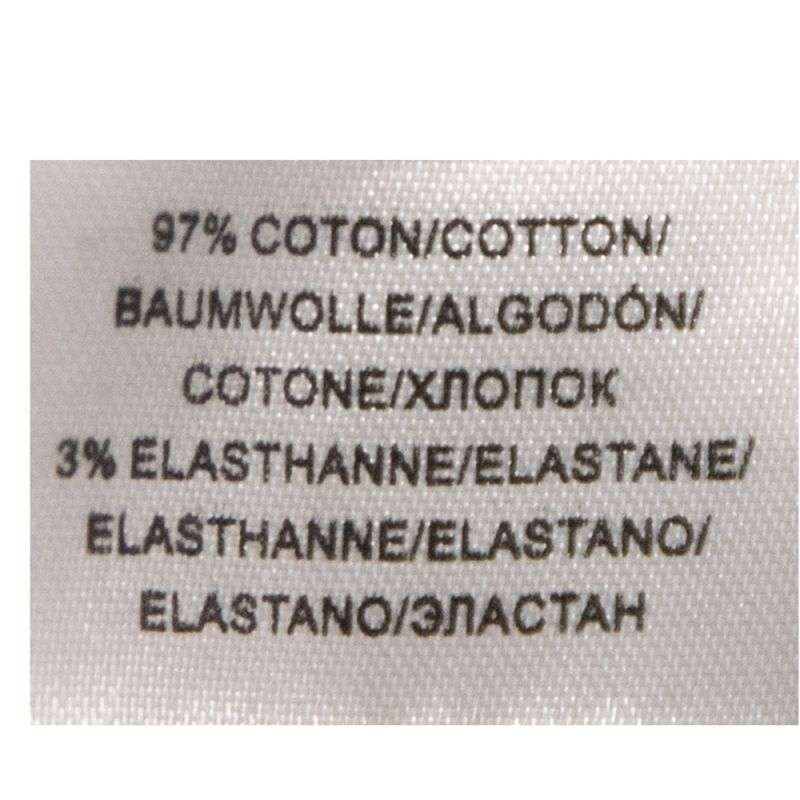 97% COTON/COTTON/
BAUMWOLLE/ALGODÓN/
COTONE/ХЛОПОК
3% ELASTHANNE/ELASTANE/
ELASTHANNE/ELASTANO/
ELASTANO/ЭЛАСТАН